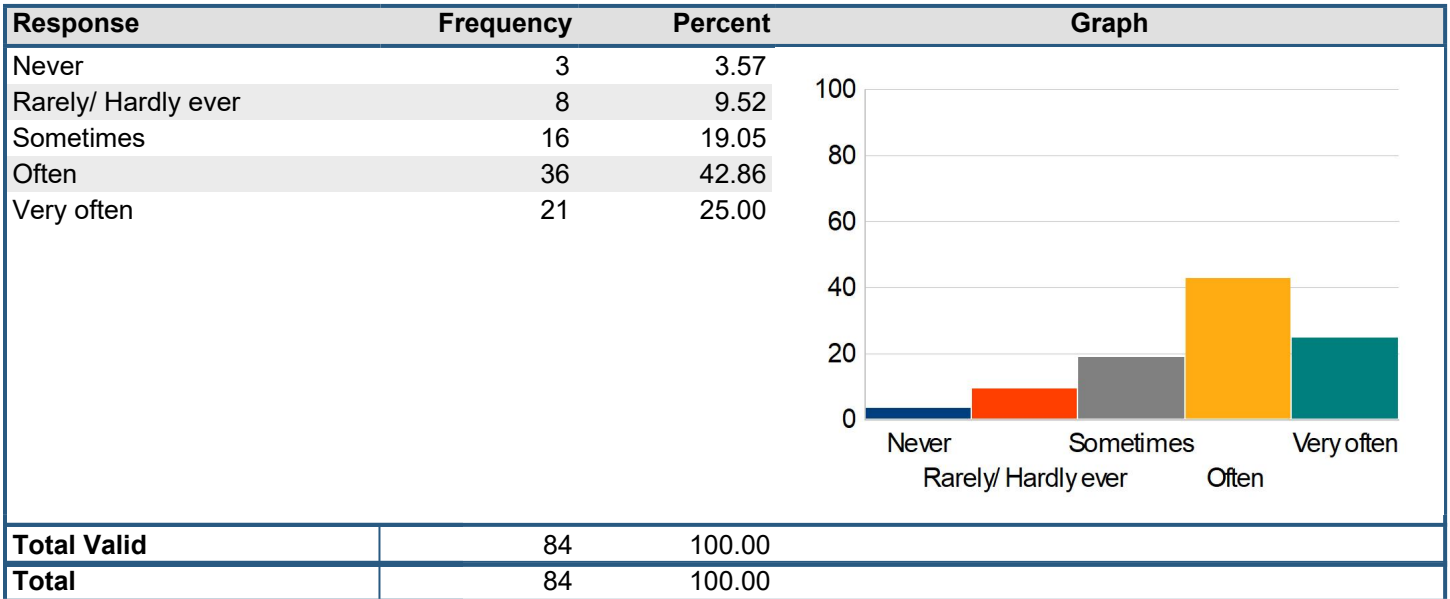 Response Frequency Percent Graph
Never 3 3.57
Rarely/ Hardly ever 8 9.52
Sometimes 16 19.05
Often 36 42.86
Very often 21 25.00
100
80
60
40
20
0
Never Sometimes Very often
Rarely/ Hardly ever Often
Total Valid 84 100.00
Total 84 100.00